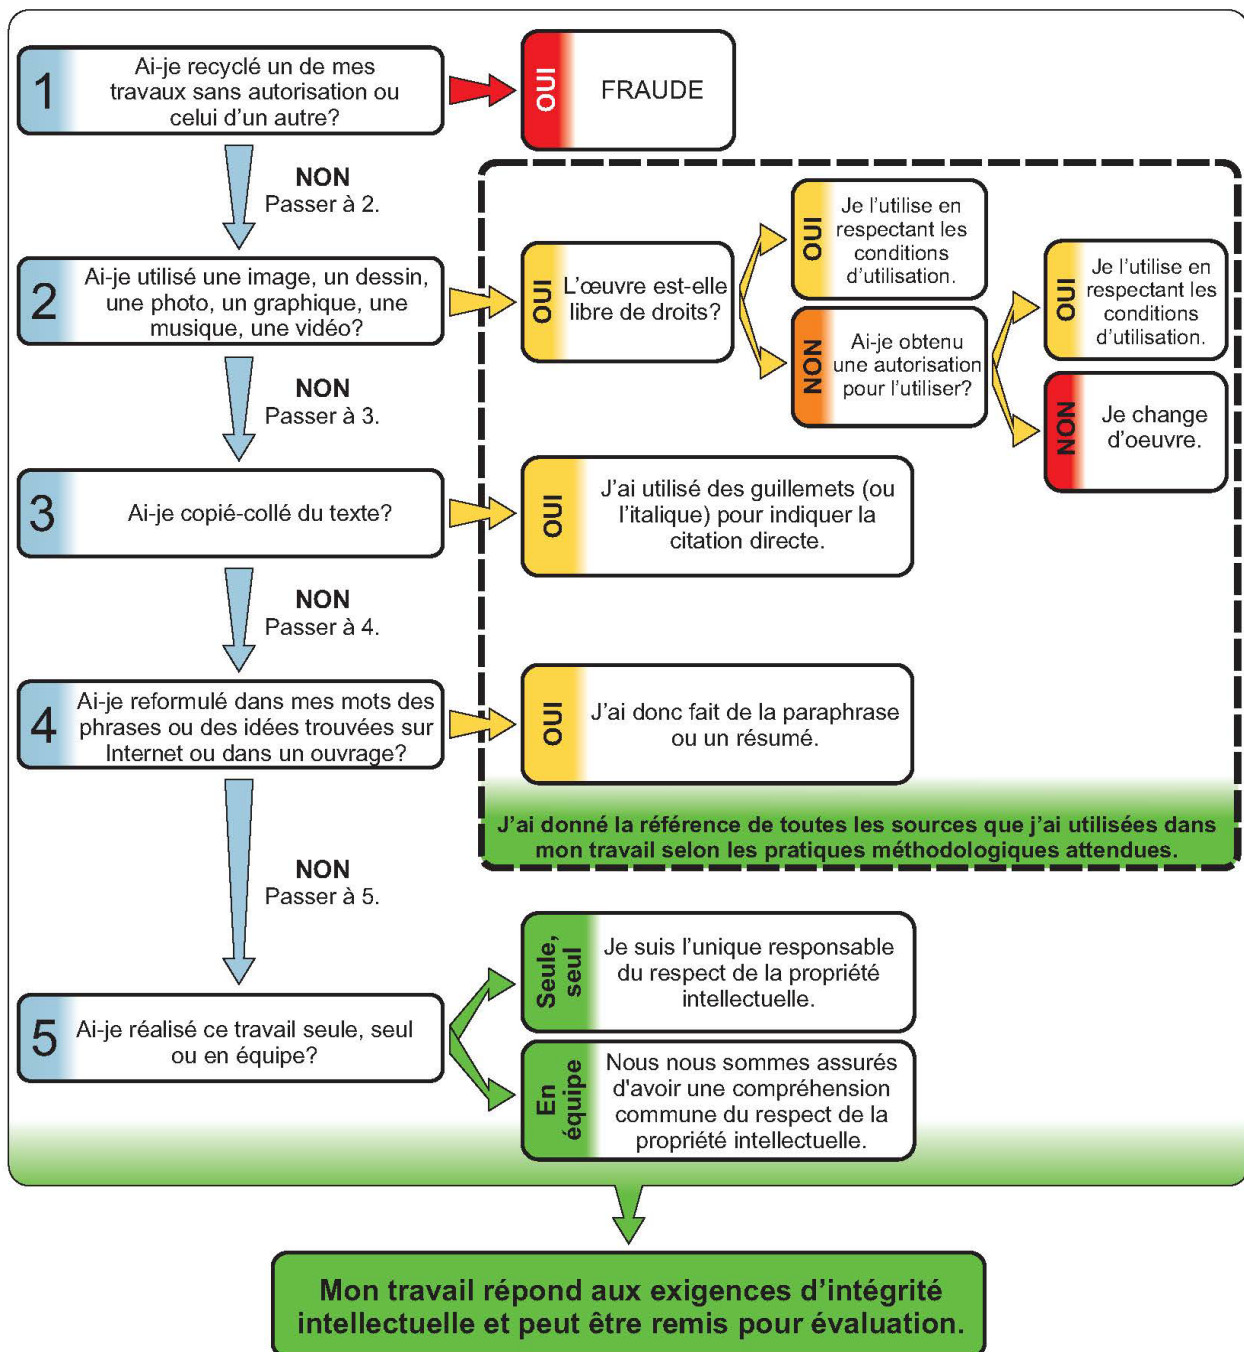 1
Ai-je recyclé un de mes
travaux sans autorisation ou
celui d'un autre?
OUI
FRAUDE
NON
Passer à 2.
2
Ai-je utilisé une image, un dessin,
une photo, un graphique, une
musique, une vidéo?
OUI
L'œuvre est-elle
libre de droits?
OUI
Je l'utilise en
respectant les
conditions
d'utilisation.
NON
Ai-je obtenu
une autorisation
pour l'utiliser?
OUI
Je l'utilise en
respectant les
conditions
d'utilisation.
NON
Je change
d'oeuvre.
NON
Passer à 3.
3
Ai-je copié-collé du texte?
OUI
J'ai utilisé des guillemets (ou
l'italique) pour indiquer la
citation directe.
NON
Passer à 4.
4
Ai-je reformulé dans mes mots des
phrases ou des idées trouvées sur
Internet ou dans un ouvrage?
OUI
J'ai donc fait de la paraphrase
ou un résumé.
J'ai donné la référence de toutes les sources que j'ai utilisées dans
mon travail selon les pratiques méthodologiques attendues.
NON
Passer à 5.
5
Ai-je réalisé ce travail seule, seul
ou en équipe?
Seule,
seul
Je suis l'unique responsable
du respect de la propriété
intellectuelle.
En
équipe
Nous nous sommes assurés
d'avoir une compréhension
commune du respect de la
propriété intellectuelle.
Mon travail répond aux exigences d'intégrité
intellectuelle et peut être remis pour évaluation.